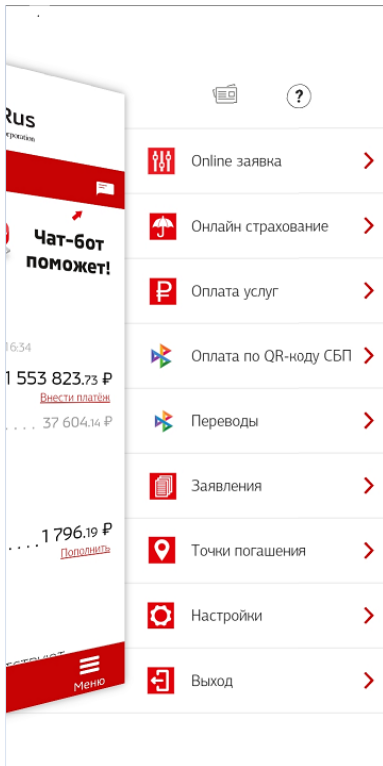 Rus
Corporation
Чат-бот
поможет!
16:34
1 553 823.73 ₽
Внести платёж
.... 37 604.14 ₽
....1 796.19 ₽
Пополнить
Меню
?
Online заявка
Онлайн страхование
Оплата услуг
Оплата по QR-коду СБП
Переводы
Заявления
Точки погашения
Настройки
Выход